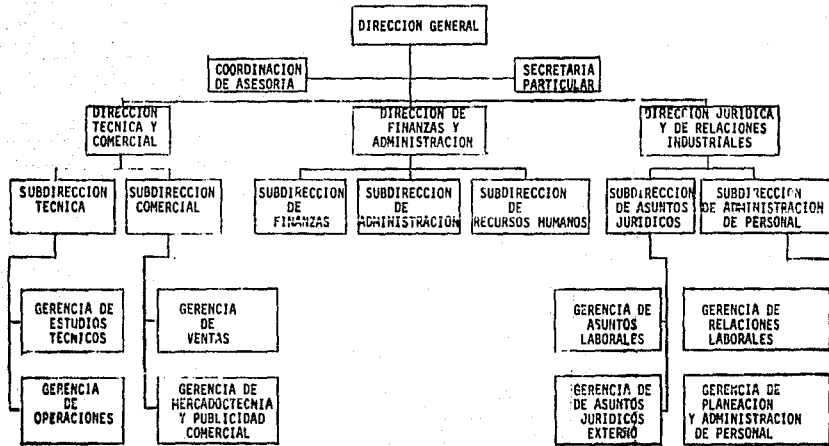 DIRECCION GENERAL
COORDINACION
DE ASESORIA
SECRETARIA
PARTICULAR
DIRECCION
TECNICA Y
COMERCIAL
DIRECCION DE
FINANZAS Y
ADMINISTRACION
DIRECCION JURIDICA
Y DE RELACIONES
INDUSTRIALES
SUBDIRECCION
TECNICA
SUBDIRECCION
COMERCIAL
SUBDIRECCION
DE
FINANZAS
SUBDIRECCION
DE
ADMINISTRACION
SUBDIRECCION
DE
RECURSOS HUMANOS
SUBDIRECCION
DE ASUNTOS
JURIDICOS
SUBDIRECCION
DE ADMINISTRACION
DE PERSONAL
GERENCIA DE
ESTUDIOS
TECNICOS
GERENCIA
DE
VENTAS
GERENCIA DE
ASUNTOS
LABORALES
GERENCIA DE
RELACIONES
LABORALES
GERENCIA
DE
OPERACIONES
GERENCIA DE
MERCADOCTECNIA
Y PUBLICIDAD
COMERCIAL
GERENCIA DE
DE ASUNTOS
JURIDICOS
EXTERNO
GERENCIA DE
PLANEACION
Y ADMINISTRACION
DE PERSONAL